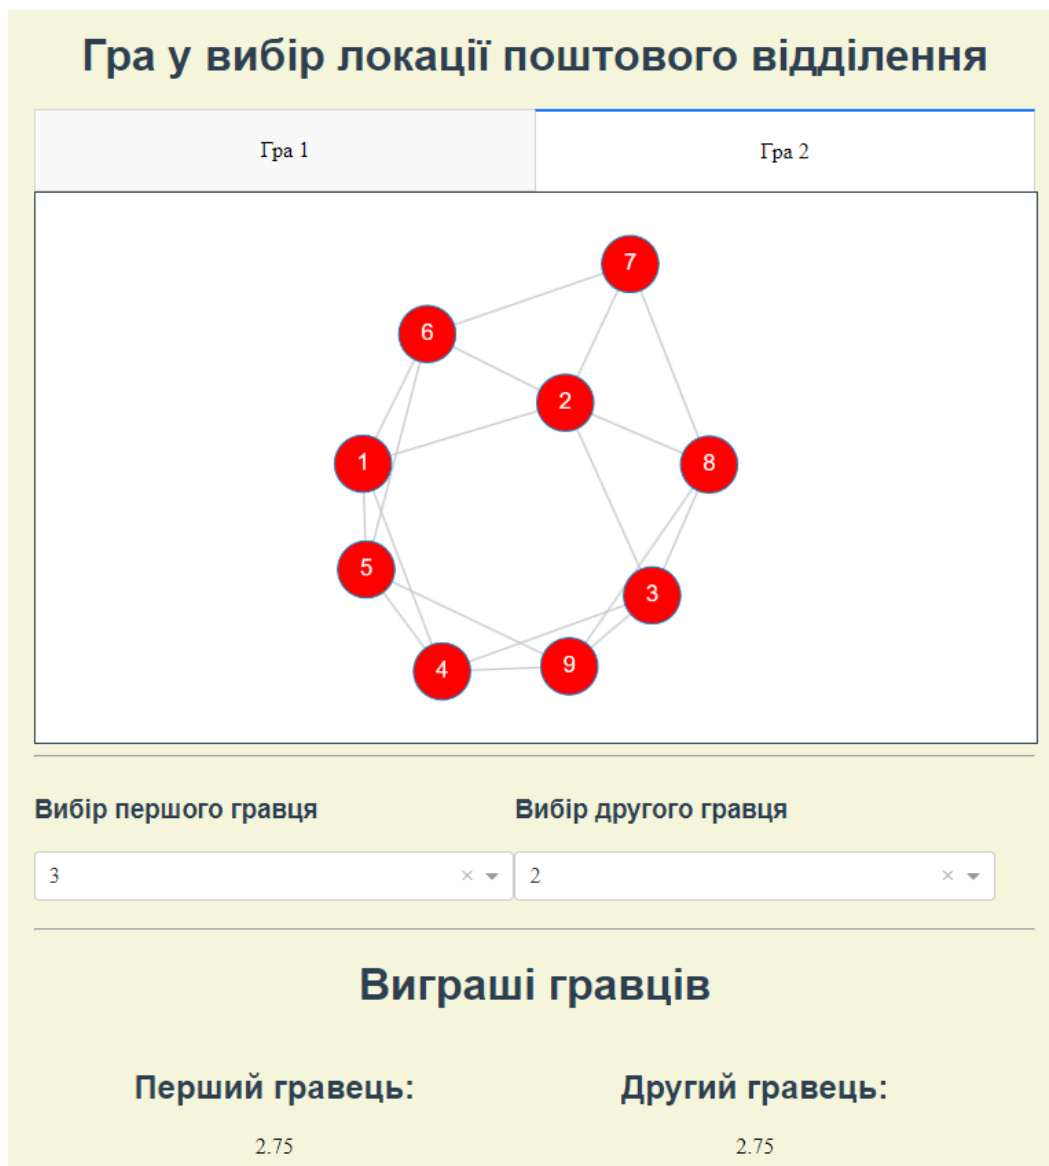 Гра у вибір локації поштового відділення
Гра 1
Гра 2
7
6
2
1
8
5
3
4
9
Вибір першого гравця
Вибір другого гравця
3 ×
2 ×
Виграші гравців
Перший гравець:
Другий гравець:
2.75
2.75